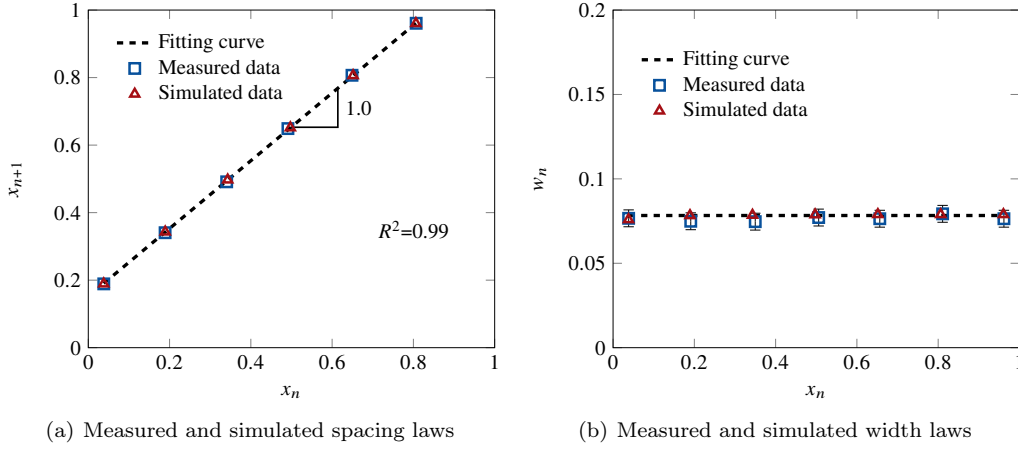 1
0.8
0.6
0.4
0.2
0
0
0.2
0.4
0.6
0.8
1
x_{n+1}
x_n
Fitting curve
Measured data
Simulated data
1.0
R^2=0.99
(a) Measured and simulated spacing laws
0.2
0.15
0.1
0.05
0
0
0.2
0.4
0.6
0.8
1
w_n
x_n
Fitting curve
Measured data
Simulated data
(b) Measured and simulated width laws